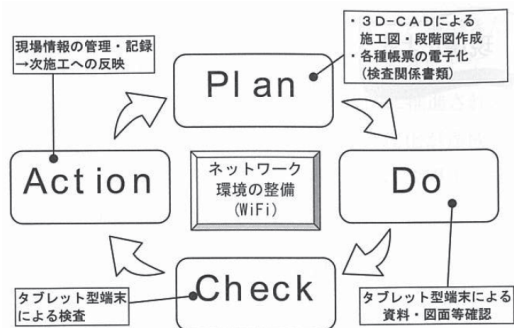 現場情報の管理・記録
→次施工への反映
・3D-CADによる
施工図・段階図作成
・各種帳票の電子化
(検査関係書類)
Plan
Action
ネットワーク
環境の整備
(WiFi)
Do
Check
タブレット型端末
による検査
タブレット型端末による
資料・図面等確認